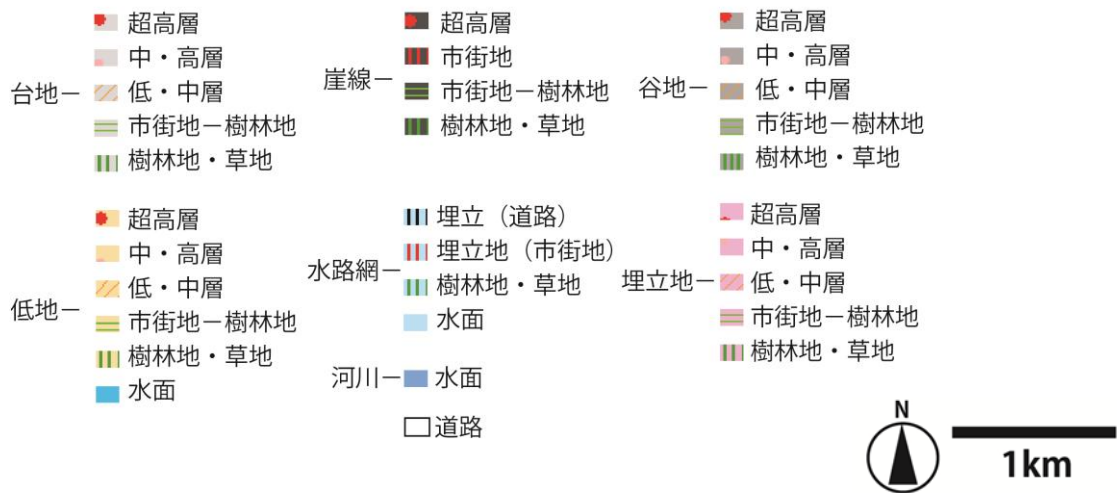 台地ー
超高層
中・高層
低・中層
市街地ー樹林地
樹林地・草地
崖線ー
超高層
市街地
市街地ー樹林地
樹林地・草地
谷地ー
超高層
中・高層
低・中層
市街地ー樹林地
樹林地・草地
低地ー
超高層
中・高層
低・中層
市街地ー樹林地
樹林地・草地
水面
水路網ー
埋立（道路）
埋立地（市街地）
樹林地・草地
水面
河川ー
水面
道路
埋立地ー
超高層
中・高層
低・中層
市街地ー樹林地
樹林地・草地
N
1km